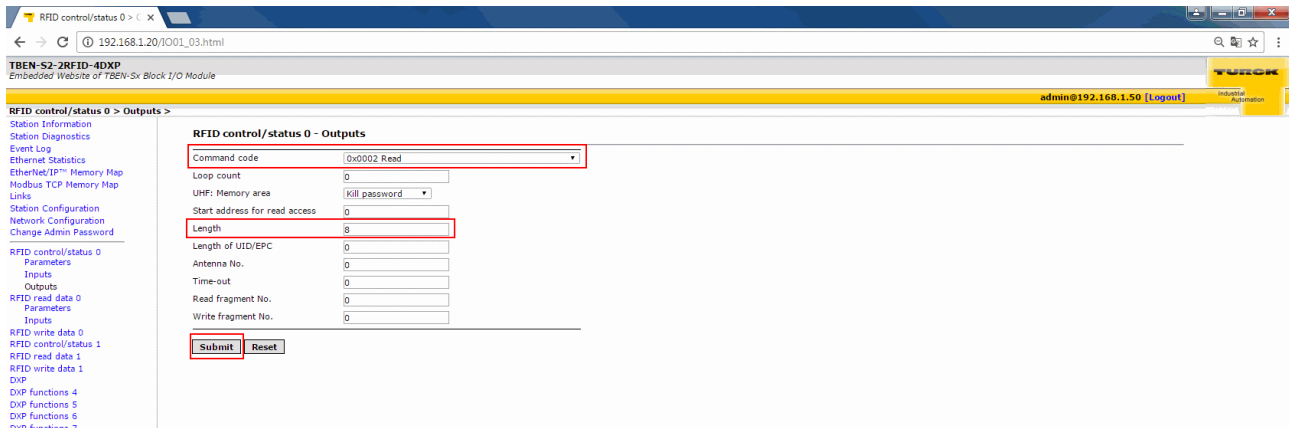 RFID control/status 0 > C
192.168.1.20/IO01_03.html
TBEN-S2-2RFID-4DXP
Embedded Website of TBEN-Sx Block I/O Module
TURCK
Industrial
Automation
admin@192.168.1.50 [Logout]
RFID control/status 0 > Outputs >
Station Information
Station Diagnostics
Event Log
Ethernet Statistics
EtherNet/IP™ Memory Map
Modbus TCP Memory Map
Links
Station Configuration
Network Configuration
Change Admin Password
RFID control/status 0
Parameters
Inputs
Outputs
RFID read data 0
Parameters
Inputs
RFID write data 0
RFID control/status 1
RFID read data 1
RFID write data 1
DXP
DXP functions 4
DXP functions 5
DXP functions 6
DXP functions 7
RFID control/status 0 - Outputs
Command code 0x0002 Read
Loop count 0
UHF: Memory area Kill password
Start address for read access 0
Length 8
Length of UID/EPC 0
Antenna No. 0
Time-out 0
Read fragment No. 0
Write fragment No. 0
Submit Reset